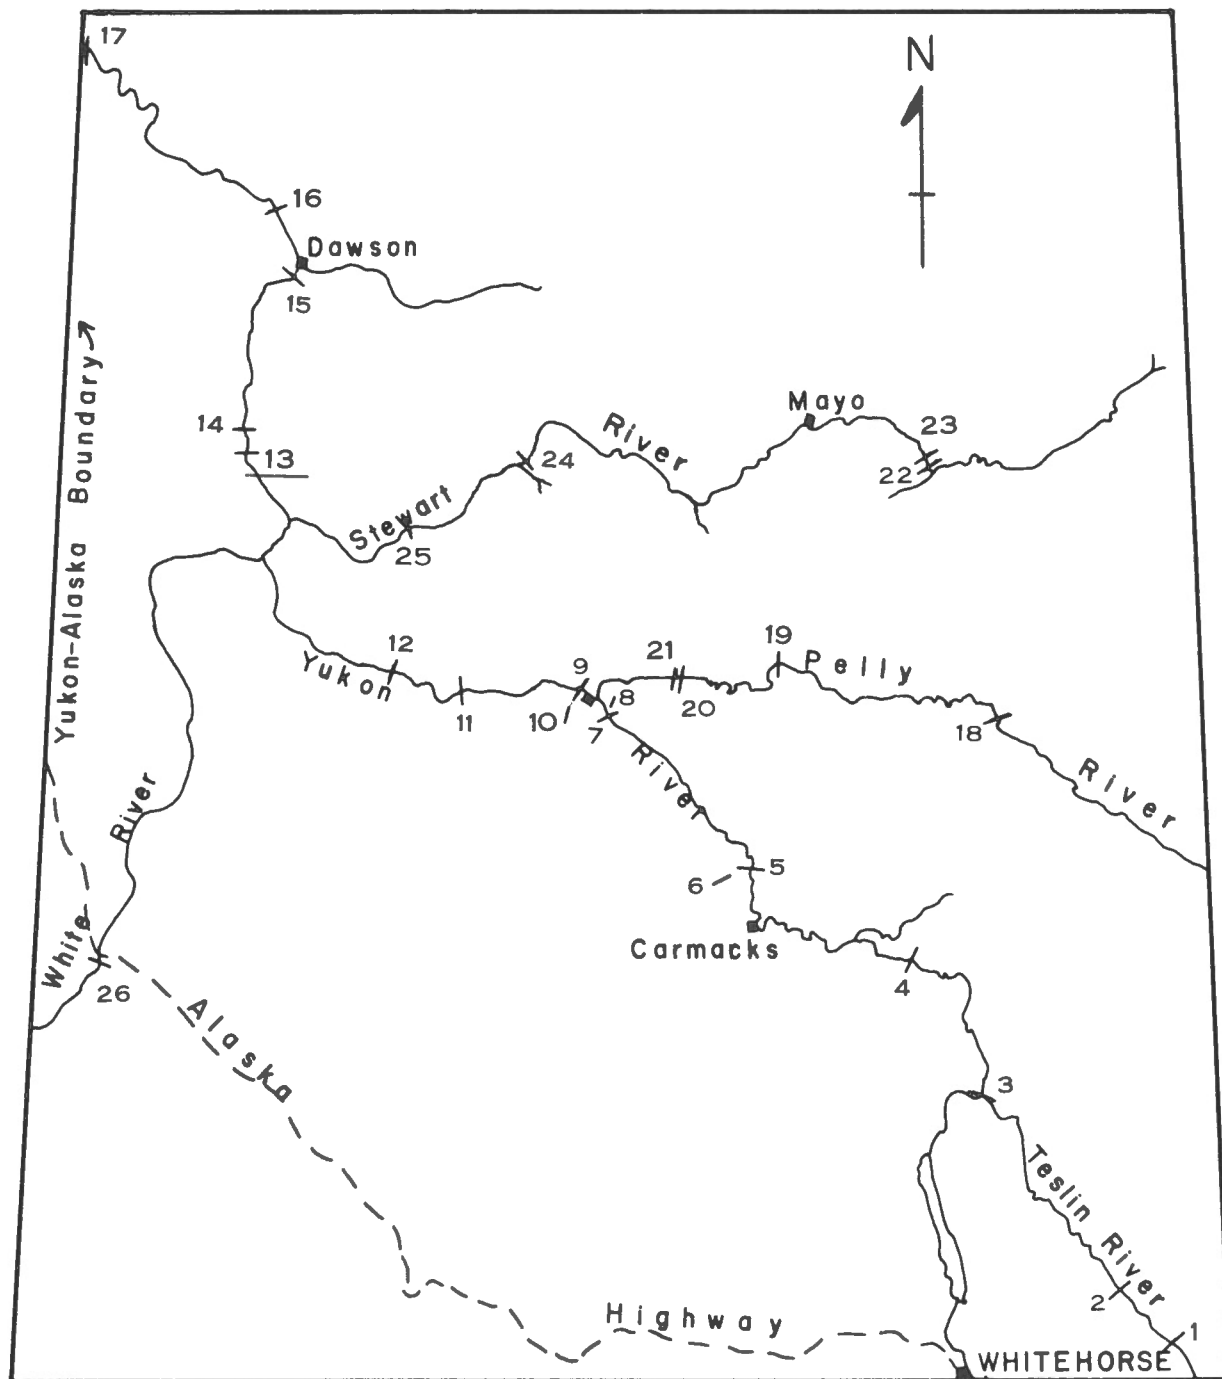 17
N
16
Dawson
15
Yukon-Alaska Boundary
14
13
Mayo
River
23
22
24
Stewart
25
12
Yukon
11
9
10
8
7
21
20
19
Pelly
18
River
River
River
5
6
Carmacks
4
White
26
Alaska
3
Teslin River
2
1
Highway
WHITEHORSE